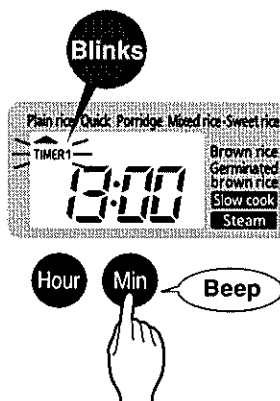 Blinks
Plain rice·Quick Porridge Mixed rice·Sweet rice
TIMER1
13:00
Brown rice
Germinated
brown rice
Slow cook
Steam
Hour
Min
Beep